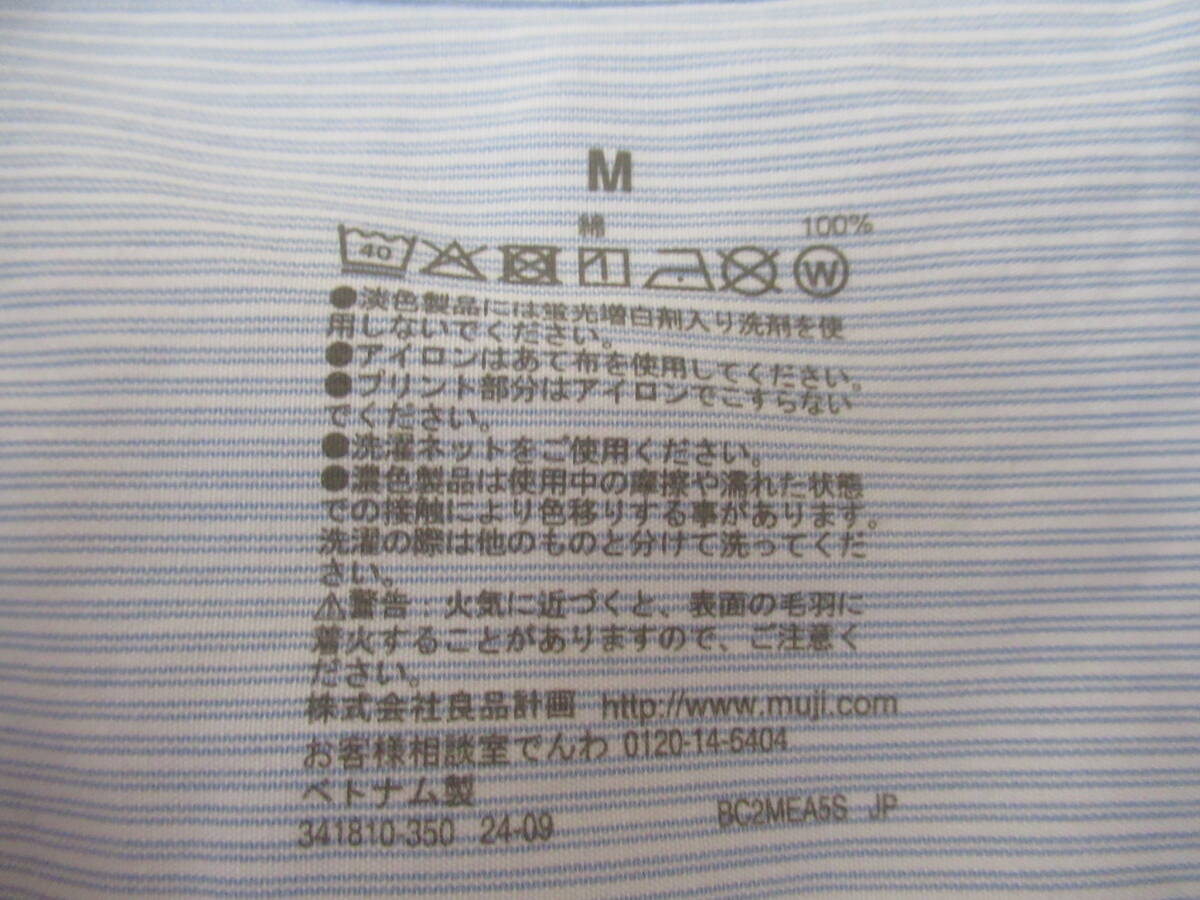 M
綿 100%
40
W
●淡色製品には蛍光増白剤入り洗剤を使
用しないでください。
●アイロンはあて布を使用してください。
●プリント部分はアイロンでこすらない
でください。
●洗濯ネットをご使用ください。
●濃色製品は使用中の摩擦や濡れた状態
での接触により色移りする事があります。
洗濯の際は他のものと分けて洗ってくだ
さい。
⚠警告：火気に近づくと、表面の毛羽に
着火することがありますので、ご注意く
ださい。
株式会社良品計画 http://www.muji.com
お客様相談室でんわ 0120-14-6404
ベトナム製
341810-350 24-09 BC2MEA5S JP